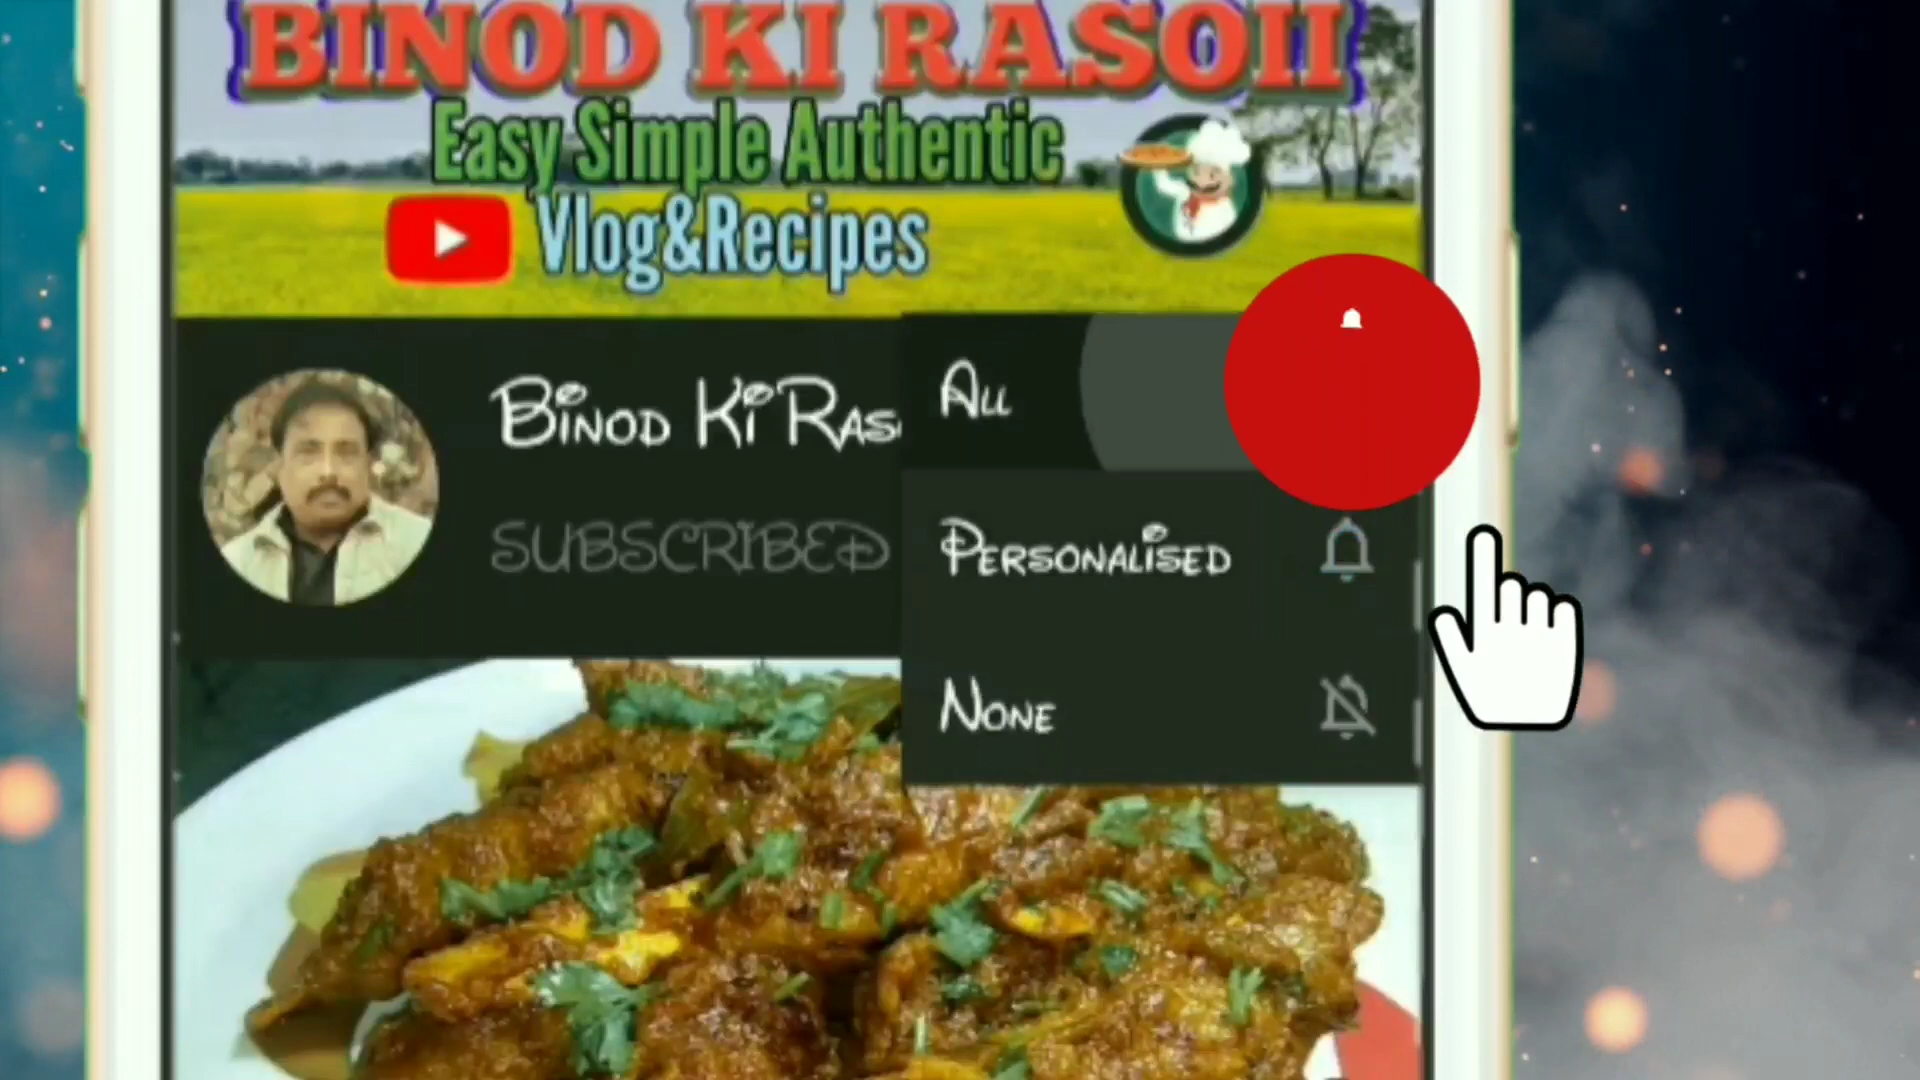 BINOD KI RASOII
Easy Simple Authentic
Vlog&Recipes
BINOD KI RAS
SUBSCRIBED
ALL
PERSONALISED
NONE